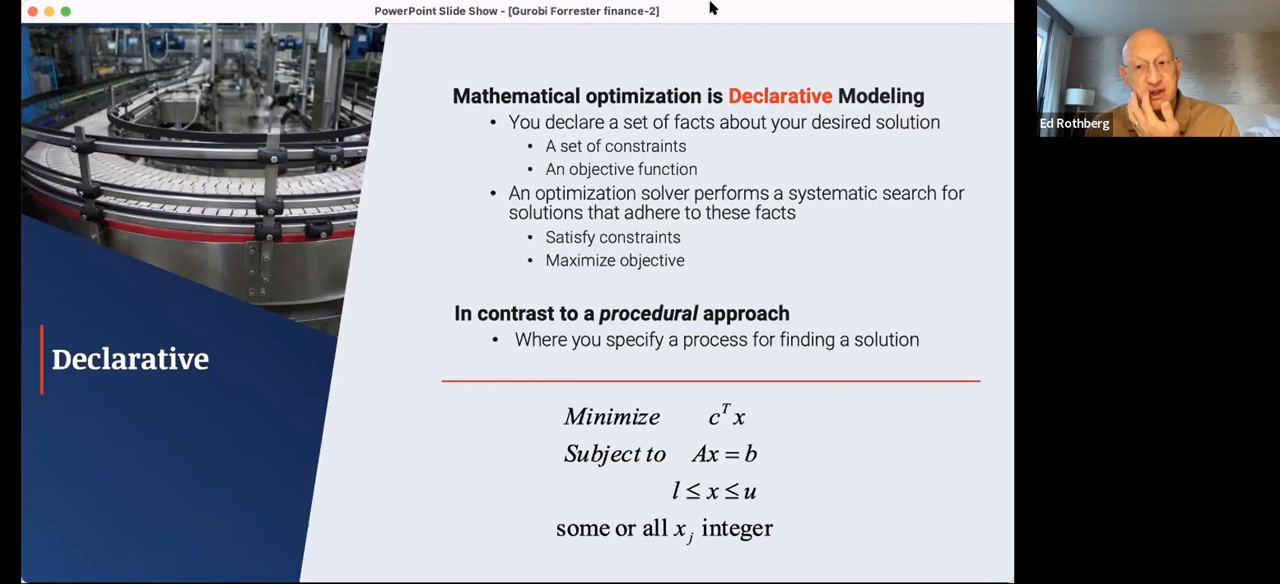 PowerPoint Slide Show - [Gurobi Forrester finance-2]
Ed Rothberg
Declarative
Mathematical optimization is Declarative Modeling
• You declare a set of facts about your desired solution
• A set of constraints
• An objective function
• An optimization solver performs a systematic search for
solutions that adhere to these facts
• Satisfy constraints
• Maximize objective
In contrast to a procedural approach
• Where you specify a process for finding a solution
Minimize cᵀx
Subject to Ax = b
l ≤ x ≤ u
some or all xⱼ integer